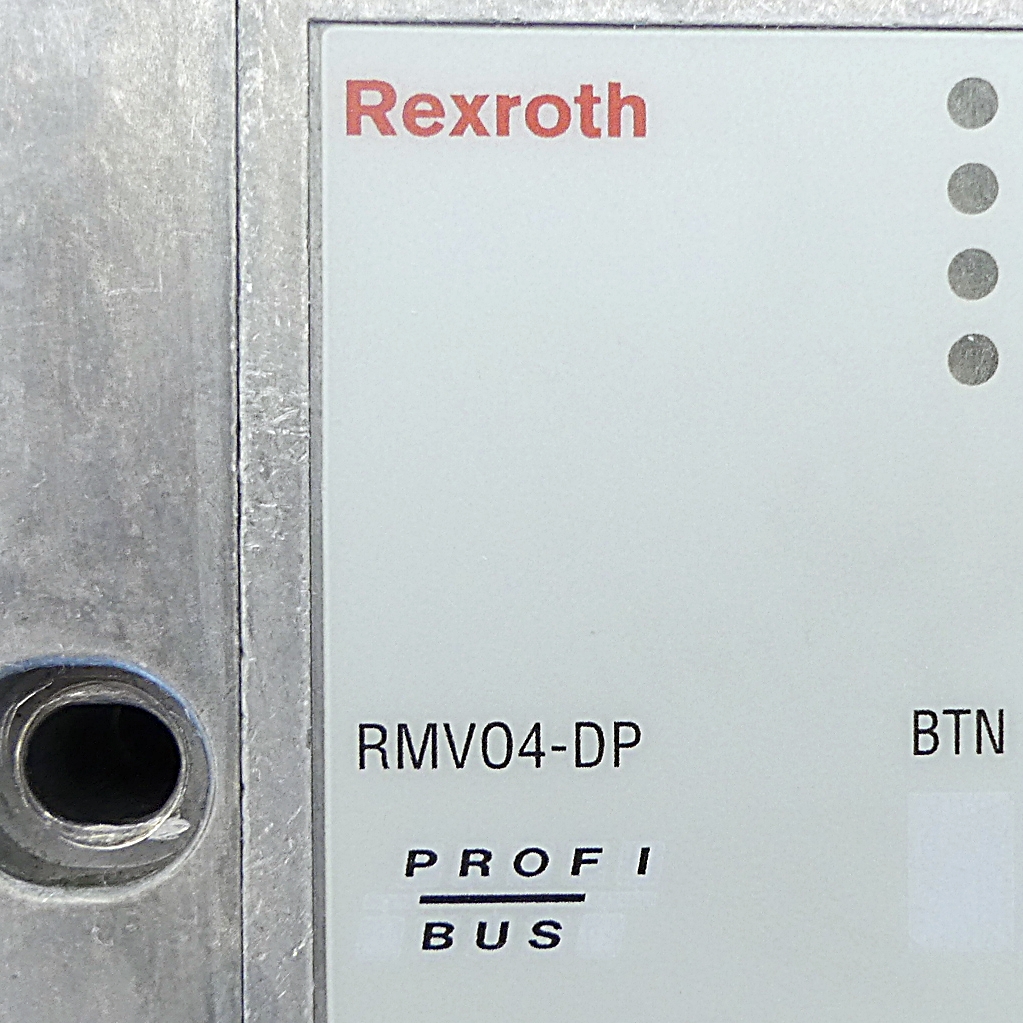 Rexroth
RMV04-DP
BTN
PROFI
BUS